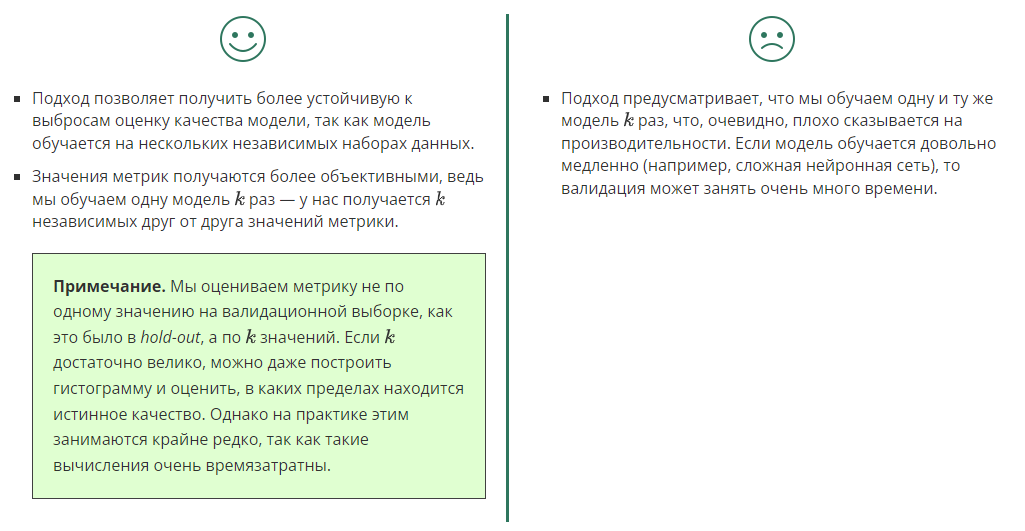 Подход позволяет получить более устойчивую к
выбросам оценку качества модели, так как модель
обучается на нескольких независимых наборах данных.
Значения метрик получаются более объективными, ведь
мы обучаем одну модель k раз — у нас получается k
независимых друг от друга значений метрики.
Примечание. Мы оцениваем метрику не по
одному значению на валидационной выборке, как
это было в hold-out, а по k значений. Если k
достаточно велико, можно даже построить
гистограмму и оценить, в каких пределах находится
истинное качество. Однако на практике этим
занимаются крайне редко, так как такие
вычисления очень времязатратны.
Подход предусматривает, что мы обучаем одну и ту же
модель k раз, что, очевидно, плохо сказывается на
производительности. Если модель обучается довольно
медленно (например, сложная нейронная сеть), то
валидация может занять очень много времени.